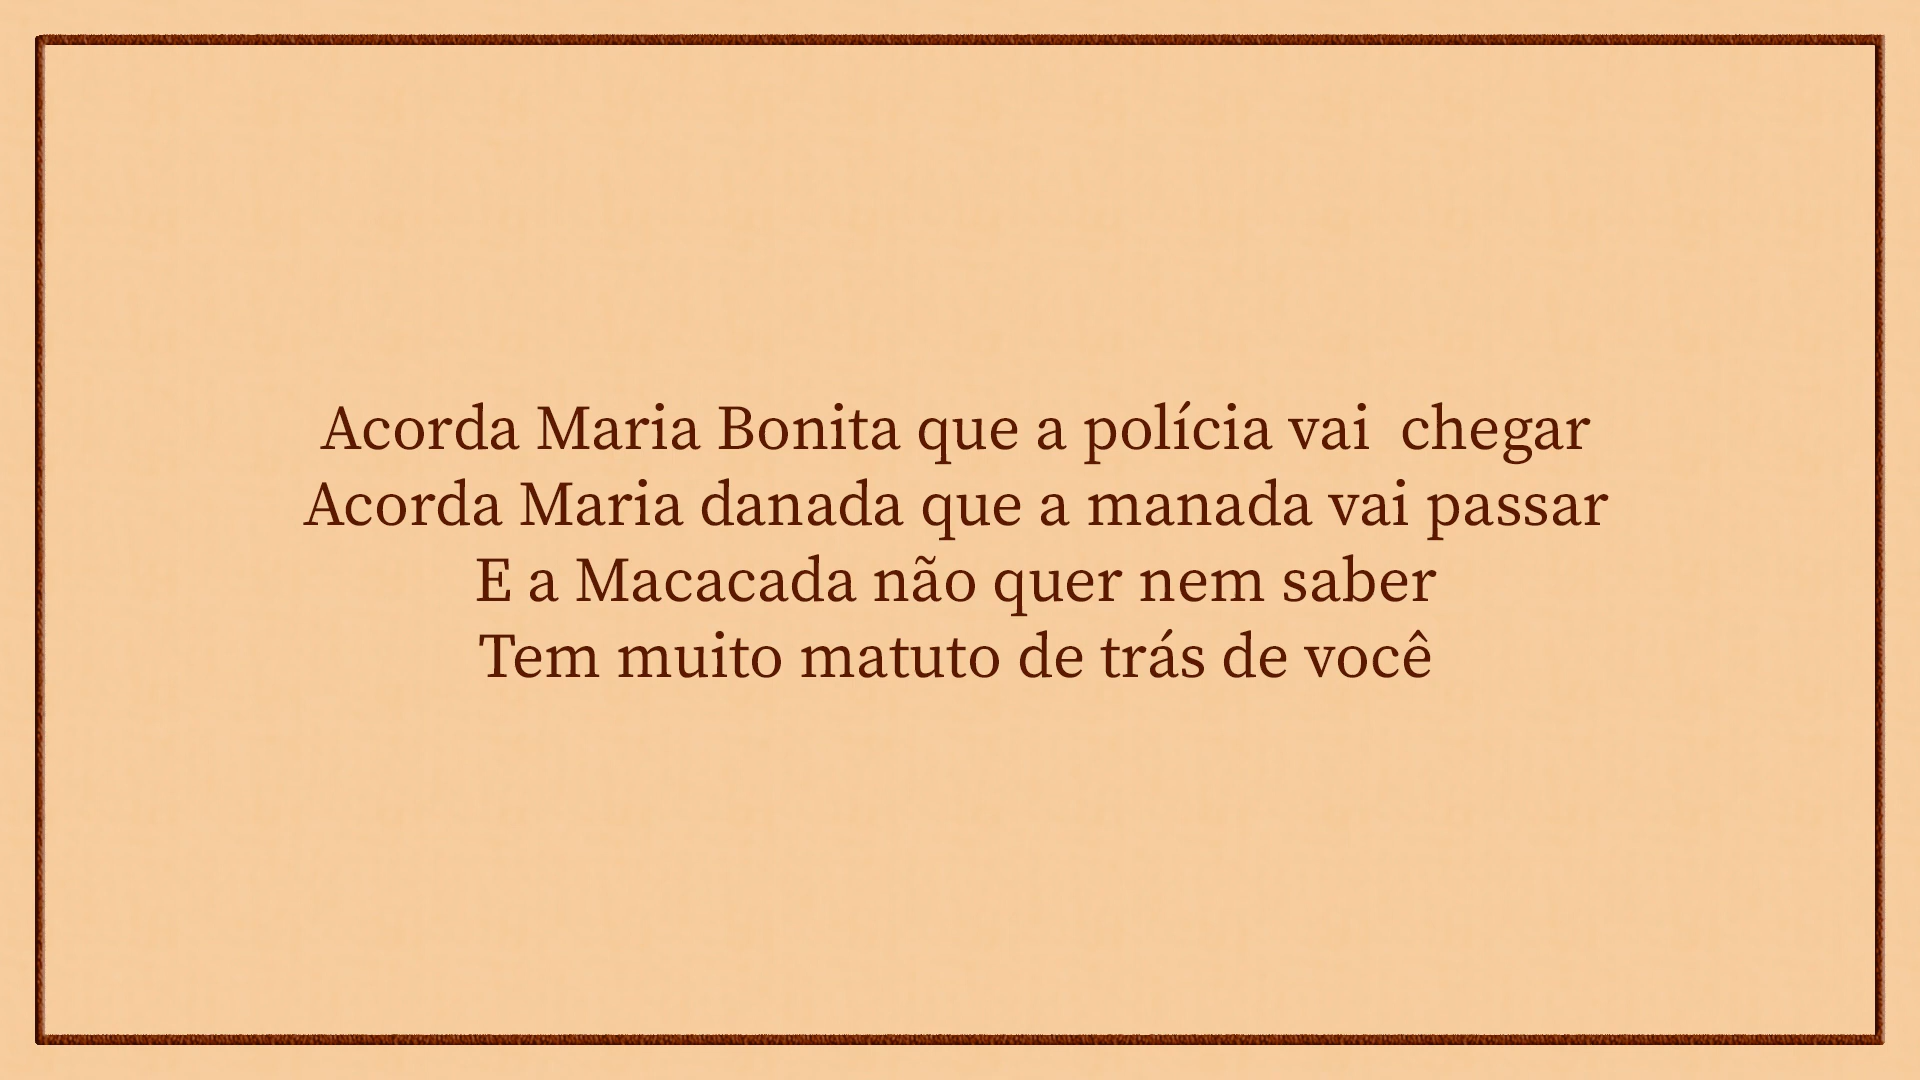 Acorda Maria Bonita que a polícia vai  chegar
Acorda Maria danada que a manada vai passar
E a Macacada não quer nem saber
Tem muito matuto de trás de você